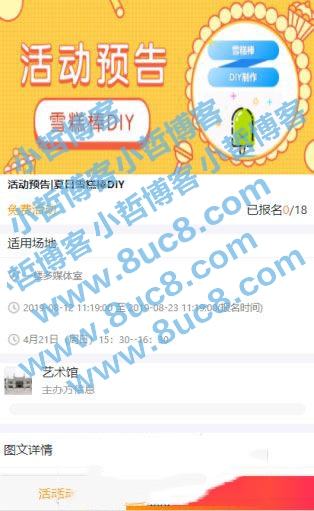 活动预告
雪糕棒DIY
雪糕棒
DIY制作
活动预告|夏日雪糕棒DIY
免费活动
已报名0/18
适用场地
一楼多媒体室
2019-08-12 11:19:00 至 2019-08-23 11:19:00(报名时间)
4月21日（周日）15：30--16：30
艺术馆
主办方信息
图文详情
小哲博客 小哲博客 小哲博客
www.8uc8.com
www.8uc8.com
www.8uc8.com